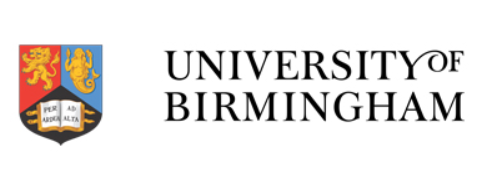 UNIVERSITY OF
BIRMINGHAM
PER AD
ARDUA ALTA